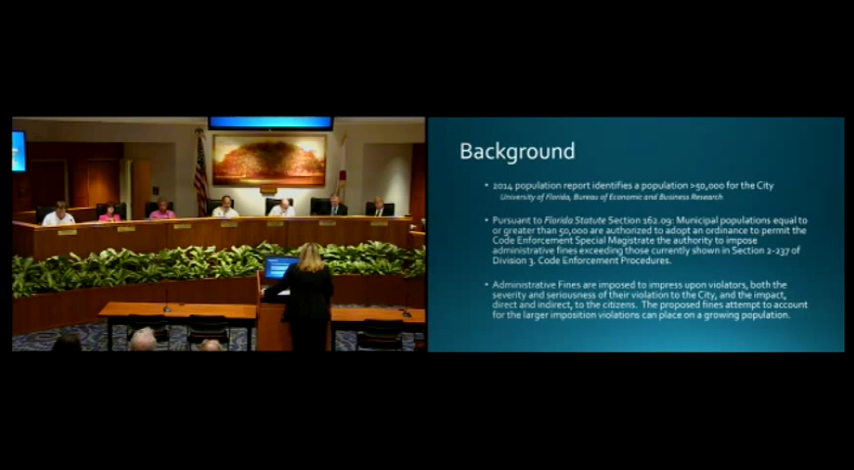 Background
• 2014 population report identifies a population >50,000 for the City
University of Florida, Bureau of Economic and Business Research
• Pursuant to Florida Statute Section 162.09: Municipal populations equal to
or greater than 50,000 are authorized to adopt an ordinance to permit the
Code Enforcement Special Magistrate the authority to impose
administrative fines exceeding those currently shown in Section 2-237 of
Division 3. Code Enforcement Procedures.
• Administrative Fines are imposed to impress upon violators, both the
severity and seriousness of their violation to the City, and the impact,
direct and indirect, to the citizens. The proposed fines attempt to account
for the larger imposition violations can place on a growing population.